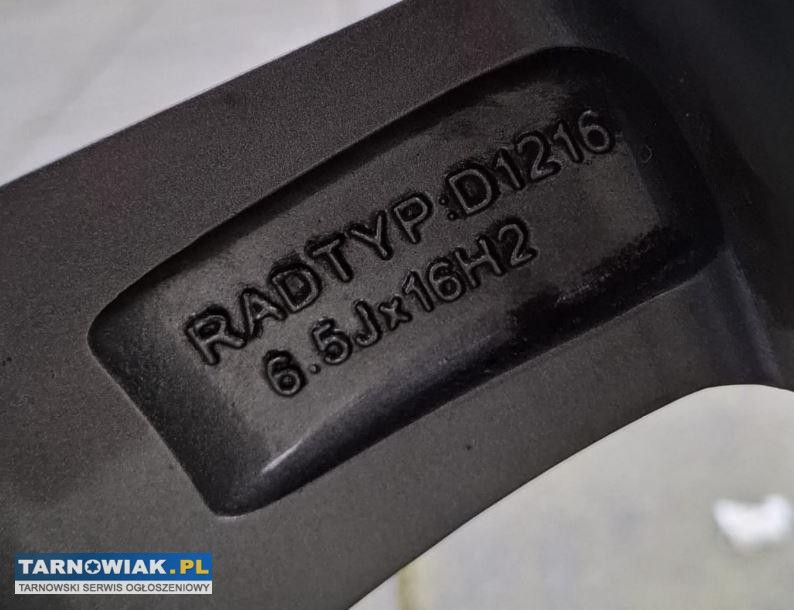 RADTYP:D1216
6.5Jx16H2
TARNOWIAK.PL
TARNOWSKI SERWIS OGŁOSZENIOWY